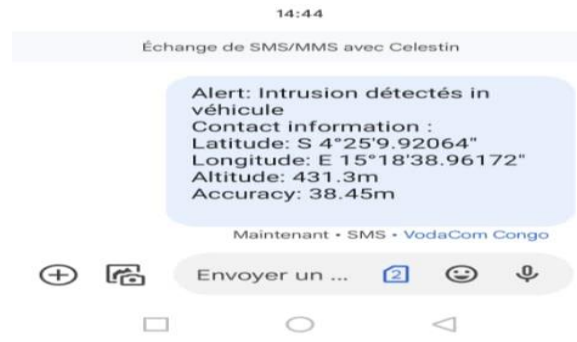 14:44
Échange de SMS/MMS avec Celestin
Alert: Intrusion détectés in
véhicule
Contact information :
Latitude: S 4°25'9.92064"
Longitude: E 15°18'38.96172"
Altitude: 431.3m
Accuracy: 38.45m
Maintenant • SMS • VodaCom Congo
Envoyer un ... 2